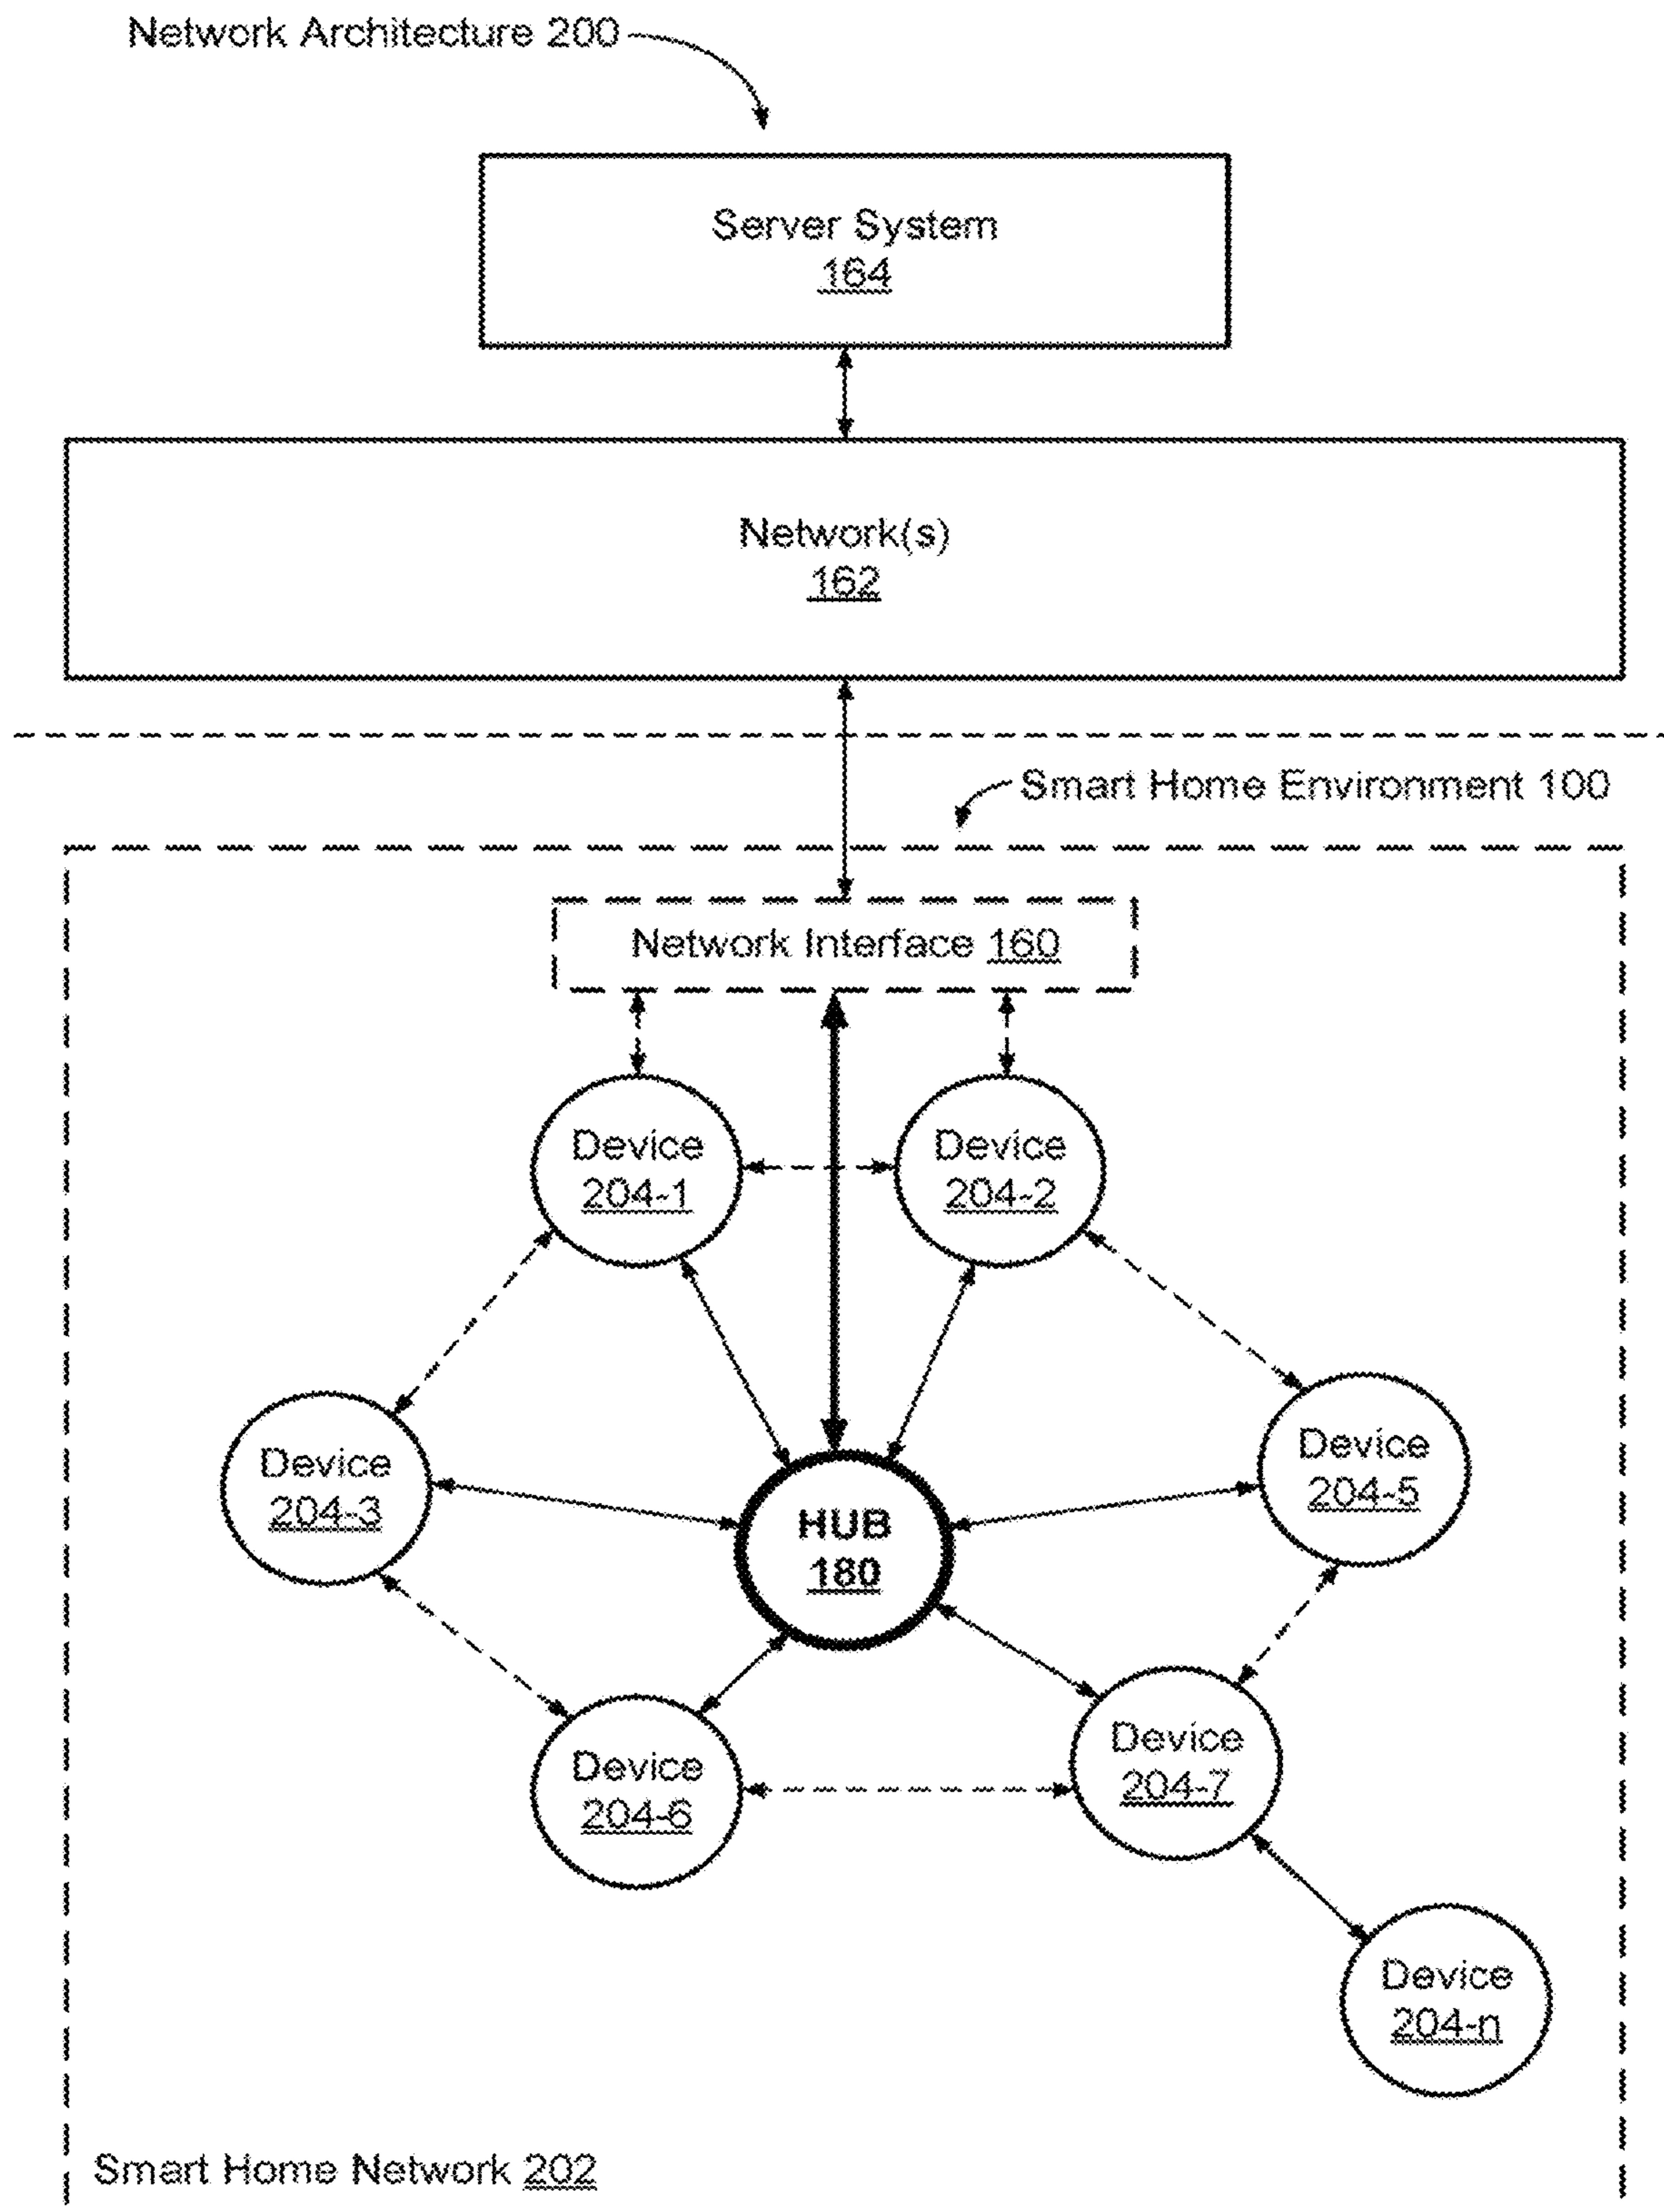 Network Architecture 200
Server System
164
Network(s)
162
Smart Home Environment 100
Network Interface 160
Device
204-1
Device
204-2
Device
204-3
Device
204-5
HUB
180
Device
204-6
Device
204-7
Device
204-n
Smart Home Network 202